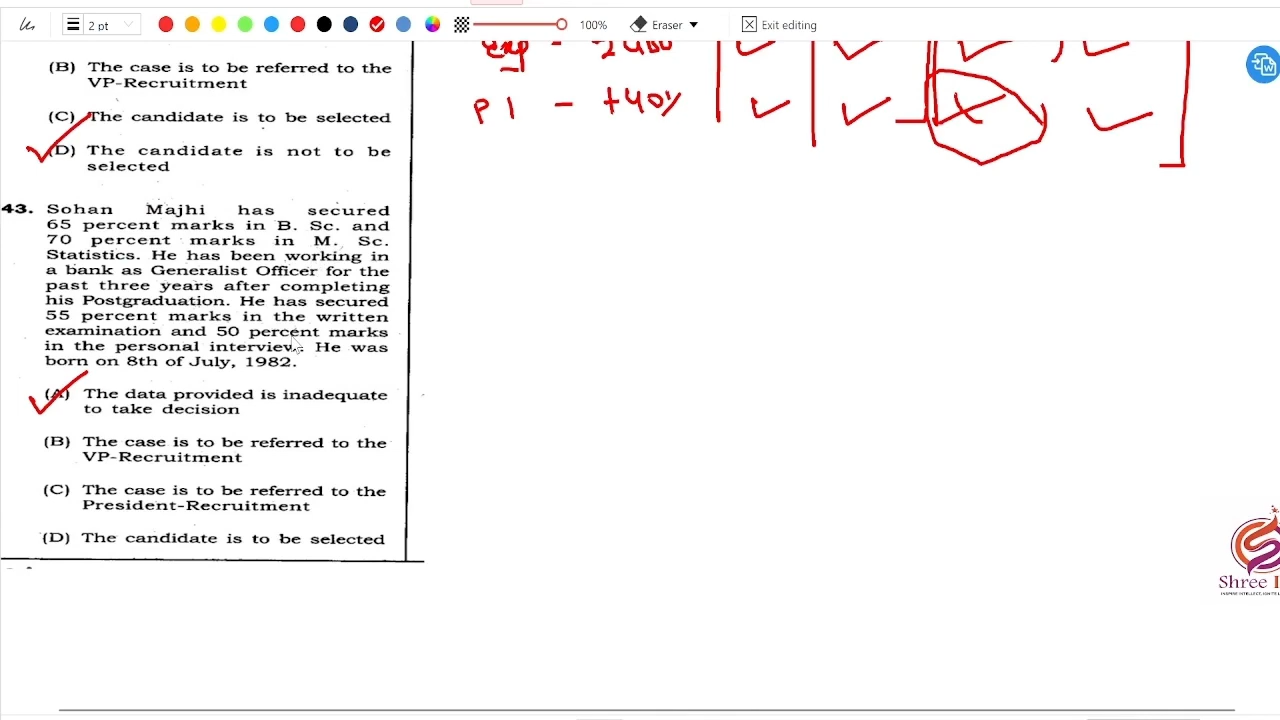 2 pt
100%
Eraser
Exit editing
(B) The case is to be referred to the
VP-Recruitment
(C) The candidate is to be selected
(D) The candidate is not to be
selected
exp -
P I - +40%
43. Sohan Majhi has secured
65 percent marks in B. Sc. and
70 percent marks in M. Sc.
Statistics. He has been working in
a bank as Generalist Officer for the
past three years after completing
his Postgraduation. He has secured
55 percent marks in the written
examination and 50 percent marks
in the personal interview. He was
born on 8th of July, 1982.
(A) The data provided is inadequate
to take decision
(B) The case is to be referred to the
VP-Recruitment
(C) The case is to be referred to the
President-Recruitment
(D) The candidate is to be selected
Shree